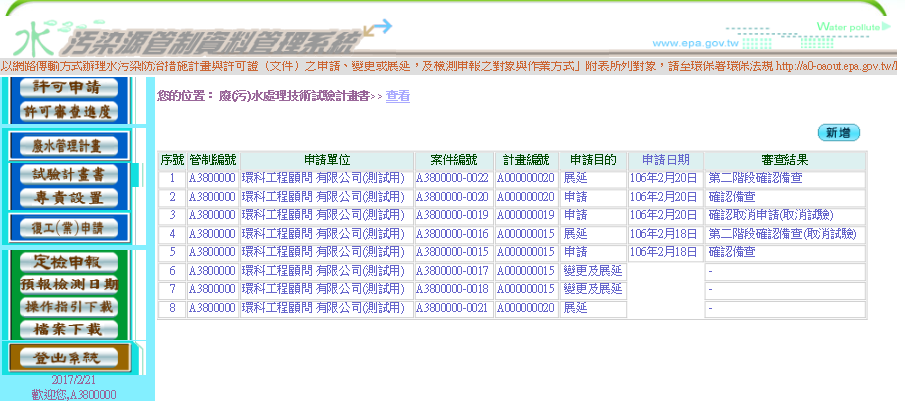 水污染源管制資料管理系統
Water pollute
www.epa.gov.tw
以網路傳輸方式辦理水污染防治措施計畫與許可證（文件）之申請、變更或展延，及檢測申報之對象與作業方式」附表所列對象，請至環保署環保法規 http://a0-oaout.epa.gov.tw/
許可申請
許可審查進度
廢水管理計畫
試驗計畫書
專責設置
復工(業)申請
定檢申報
預報檢測日期
操作指引下載
檔案下載
登出系統
2017/2/21
歡迎您,A3800000
您的位置： 廢(污)水處理技術試驗計畫書>> 查看
新增
序號 管制編號 申請單位 案件編號 計畫編號 申請目的 申請日期 審查結果
1 A3800000 環科工程顧問 有限公司(測試用) A3800000-0022 A00000020 展延 106年2月20日 第二階段確認備查
2 A3800000 環科工程顧問 有限公司(測試用) A3800000-0020 A00000020 申請 106年2月20日 確認備查
3 A3800000 環科工程顧問 有限公司(測試用) A3800000-0019 A00000019 申請 106年2月20日 確認取消申請(取消試驗)
4 A3800000 環科工程顧問 有限公司(測試用) A3800000-0016 A00000015 展延 106年2月18日 第二階段確認備查(取消試驗)
5 A3800000 環科工程顧問 有限公司(測試用) A3800000-0015 A00000015 申請 106年2月18日 確認備查
6 A3800000 環科工程顧問 有限公司(測試用) A3800000-0017 A00000015 變更及展延 -
7 A3800000 環科工程顧問 有限公司(測試用) A3800000-0018 A00000015 變更及展延 -
8 A3800000 環科工程顧問 有限公司(測試用) A3800000-0021 A00000020 展延 -